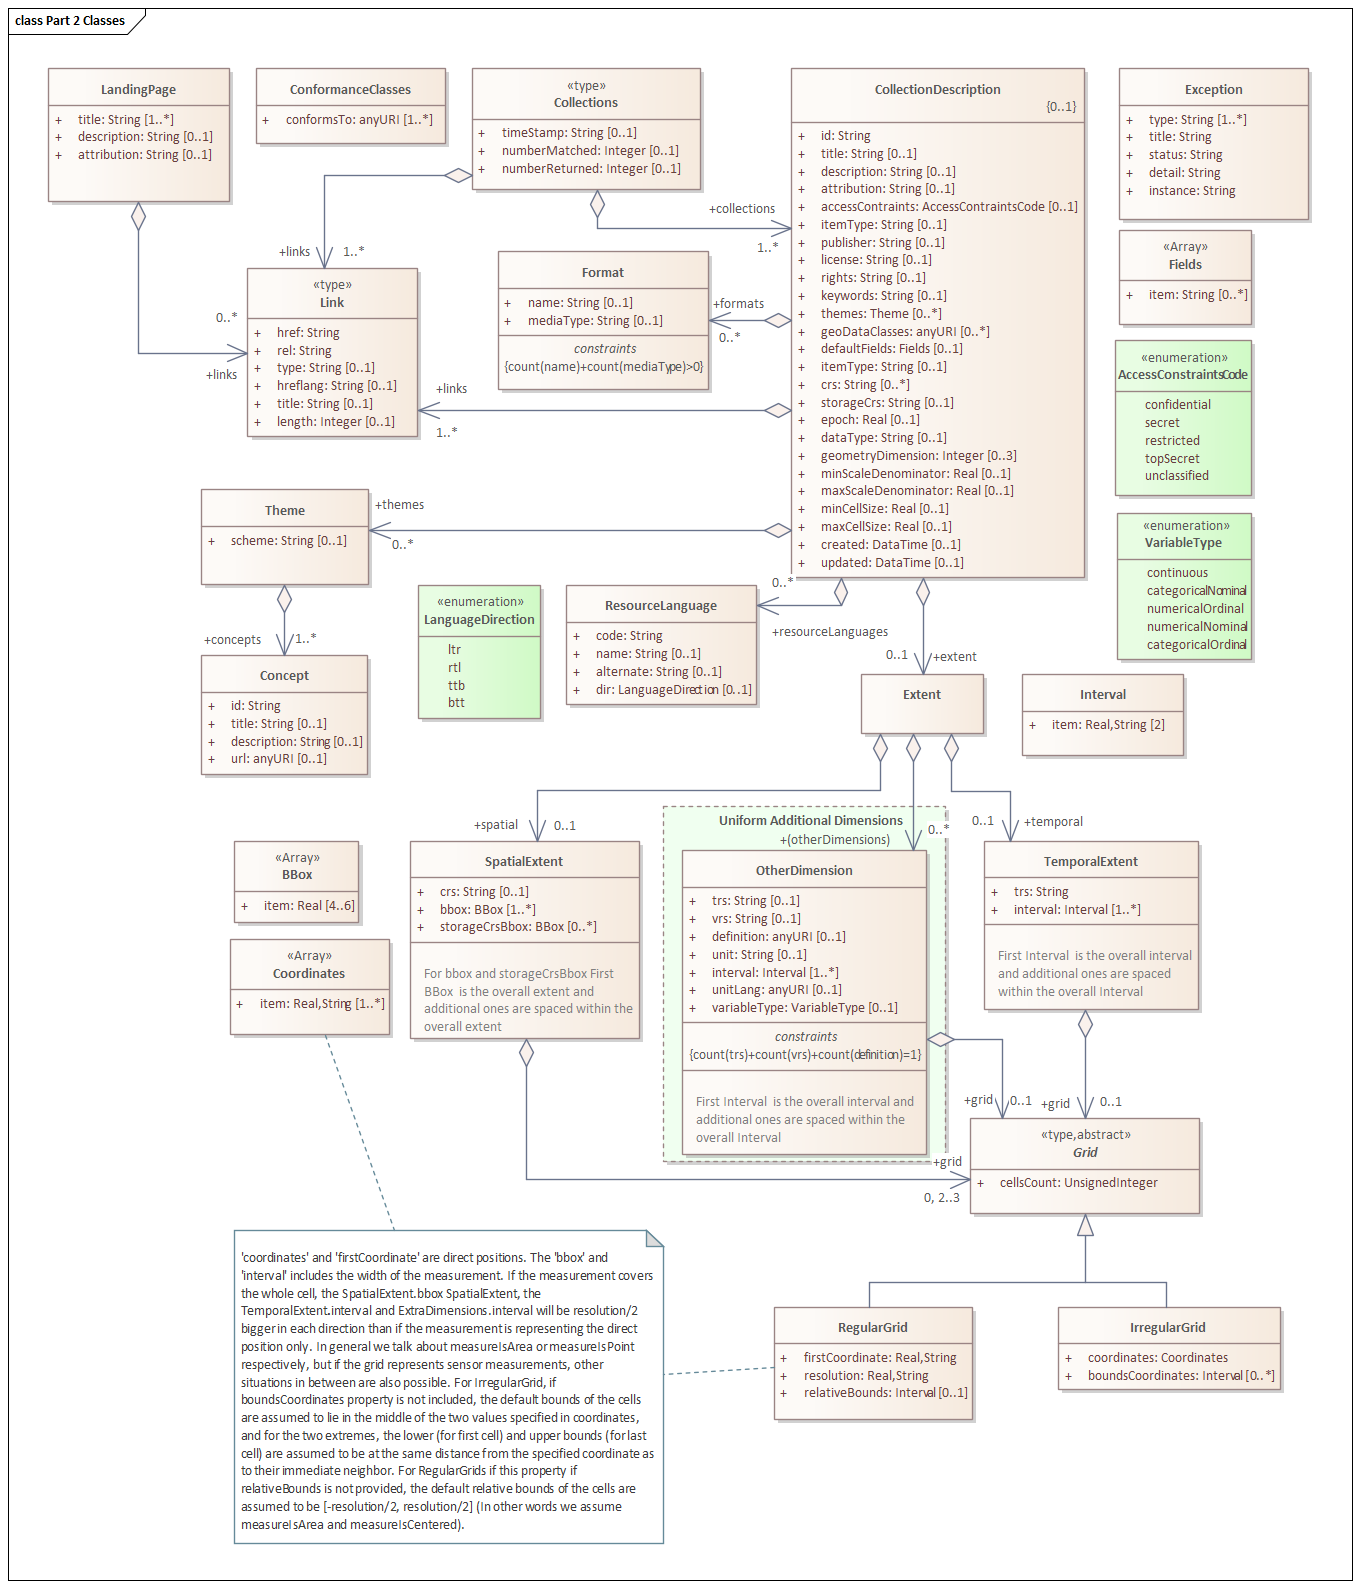 class Part 2 Classes
LandingPage
+ title: String [1..*]
+ description: String [0..1]
+ attribution: String [0..1]
ConformanceClasses
+ conformsTo: anyURI [1..*]
«type»
Collections
+ timeStamp: String [0..1]
+ numberMatched: Integer [0..1]
+ numberReturned: Integer [0..1]
CollectionDescription
{0..1}
+ id: String
+ title: String [0..1]
+ description: String [0..1]
+ attribution: String [0..1]
+ accessContraints: AccessContraintsCode [0..1]
+ itemType: String [0..1]
+ publisher: String [0..1]
+ license: String [0..1]
+ rights: String [0..1]
+ keywords: String [0..1]
+ themes: Theme [0..*]
+ geoDataClasses: anyURI [0..*]
+ defaultFields: Fields [0..1]
+ itemType: String [0..1]
+ crs: String [0..*]
+ storageCrs: String [0..1]
+ epoch: Real [0..1]
+ dataType: String [0..1]
+ geometryDimension: Integer [0..3]
+ minScaleDenominator: Real [0..1]
+ maxScaleDenominator: Real [0..1]
+ minCellSize: Real [0..1]
+ maxCellSize: Real [0..1]
+ created: DataTime [0..1]
+ updated: DataTime [0..1]
Exception
+ type: String [1..*]
+ title: String
+ status: String
+ detail: String
+ instance: String
«Array»
Fields
+ item: String [0..*]
«enumeration»
AccessConstraintsCode
confidential
secret
restricted
topSecret
unclassified
«enumeration»
VariableType
continuous
categoricalNominal
numericalOrdinal
numericalNominal
categoricalOrdinal
+collections
1..*
+links 1..*
«type»
Link
+ href: String
+ rel: String
+ type: String [0..1]
+ hreflang: String [0..1]
+ title: String [0..1]
+ length: Integer [0..1]
0..*
+links
Format
+ name: String [0..1]
+ mediaType: String [0..1]
constraints
{count(name)+count(mediaType)>0}
+formats
0..*
+links
1..*
Theme
+ scheme: String [0..1]
+themes
0..*
+concepts 1..*
Concept
+ id: String
+ title: String [0..1]
+ description: String [0..1]
+ url: anyURI [0..1]
«enumeration»
LanguageDirection
ltr
rtl
ttb
btt
ResourceLanguage
+ code: String
+ name: String [0..1]
+ alternate: String [0..1]
+ dir: LanguageDirection [0..1]
0..*
+resourceLanguages
0..1 +extent
Extent
Interval
+ item: Real,String [2]
+spatial 0..1
Uniform Additional Dimensions
+(otherDimensions)
0..*
0..1 +temporal
«Array»
BBox
+ item: Real [4..6]
«Array»
Coordinates
+ item: Real,String [1..*]
SpatialExtent
+ crs: String [0..1]
+ bbox: BBox [1..*]
+ storageCrsBbox: BBox [0..*]
For bbox and storageCrsBbox First
BBox is the overall extent and
additional ones are spaced within the
overall extent
OtherDimension
+ trs: String [0..1]
+ vrs: String [0..1]
+ definition: anyURI [0..1]
+ unit: String [0..1]
+ interval: Interval [1..*]
+ unitLang: anyURI [0..1]
+ variableType: VariableType [0..1]
constraints
{count(trs)+count(vrs)+count(definition)=1}
First Interval is the overall interval and
additional ones are spaced within the
overall Interval
TemporalExtent
+ trs: String
+ interval: Interval [1..*]
First Interval is the overall interval
and additional ones are spaced
within the overall Interval
+grid 0..1
+grid 0..1
+grid
0, 2..3
«type,abstract»
Grid
+ cellsCount: UnsignedInteger
'coordinates' and 'firstCoordinate' are direct positions. The 'bbox' and
'interval' includes the width of the measurement. If the measurement covers
the whole cell, the SpatialExtent.bbox SpatialExtent, the
TemporalExtent.interval and ExtraDimensions.interval will be resolution/2
bigger in each direction than if the measurement is representing the direct
position only. In general we talk about measureIsArea or measureIsPoint
respectively, but if the grid represents sensor measurements, other
situations in between are also possible. For IrregularGrid, if
boundsCoordinates property is not included, the default bounds of the cells
are assumed to lie in the middle of the two values specified in coordinates,
and for the two extremes, the lower (for first cell) and upper bounds (for last
cell) are assumed to be at the same distance from the specified coordinate as
to their immediate neighbor. For RegularGrids if this property if
relativeBounds is not provided, the default relative bounds of the cells are
assumed to be [-resolution/2, resolution/2] (In other words we assume
measureIsArea and measureIsCentered).
RegularGrid
+ firstCoordinate: Real,String
+ resolution: Real,String
+ relativeBounds: Interval [0..1]
IrregularGrid
+ coordinates: Coordinates
+ boundsCoordinates: Interval [0..*]